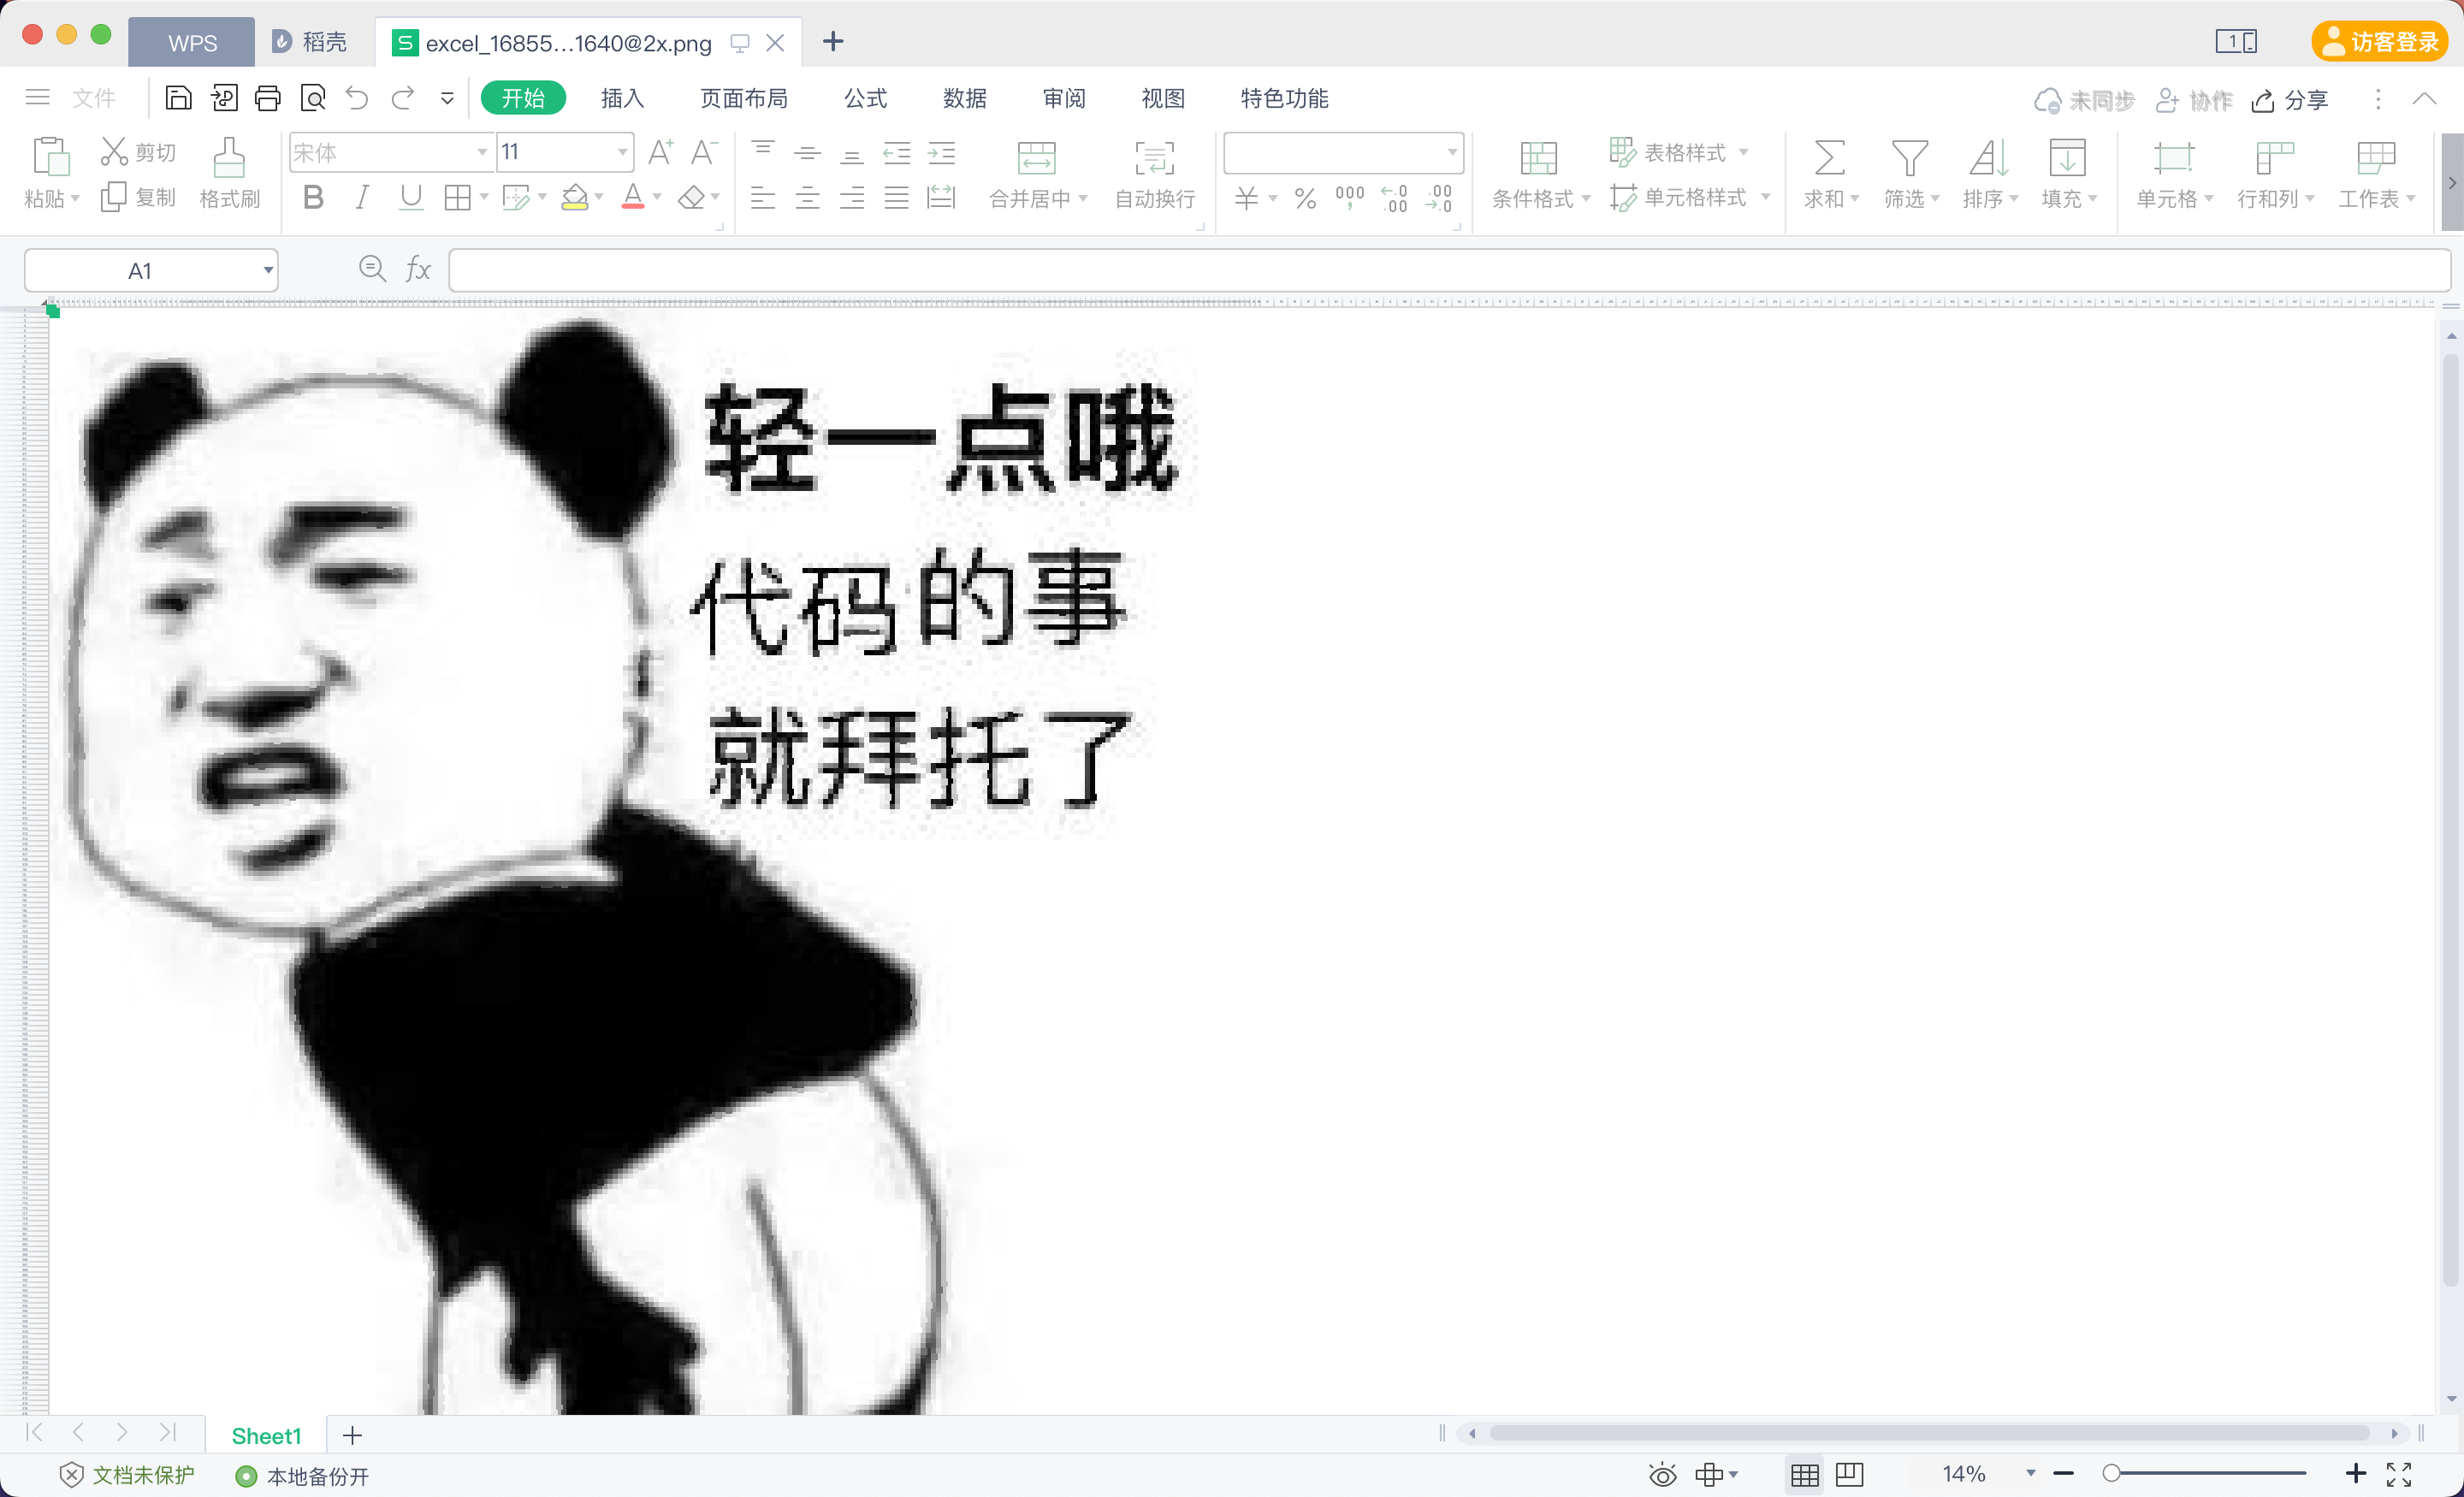 WPS 稻壳 excel_16855...1640@2x.png 1 访客登录
文件 开始 插入 页面布局 公式 数据 审阅 视图 特色功能 未同步 协作 分享
粘贴 剪切 复制 格式刷 宋体 11 A+ A- B I U A 合并居中 自动换行 ¥ % 000 .0 .00 .00 .0 条件格式 表格样式 单元格样式 求和 筛选 排序 填充 单元格 行和列 工作表
A1 fx
轻一点哦
代码的事
就拜托了
Sheet1
文档未保护 本地备份开 14%